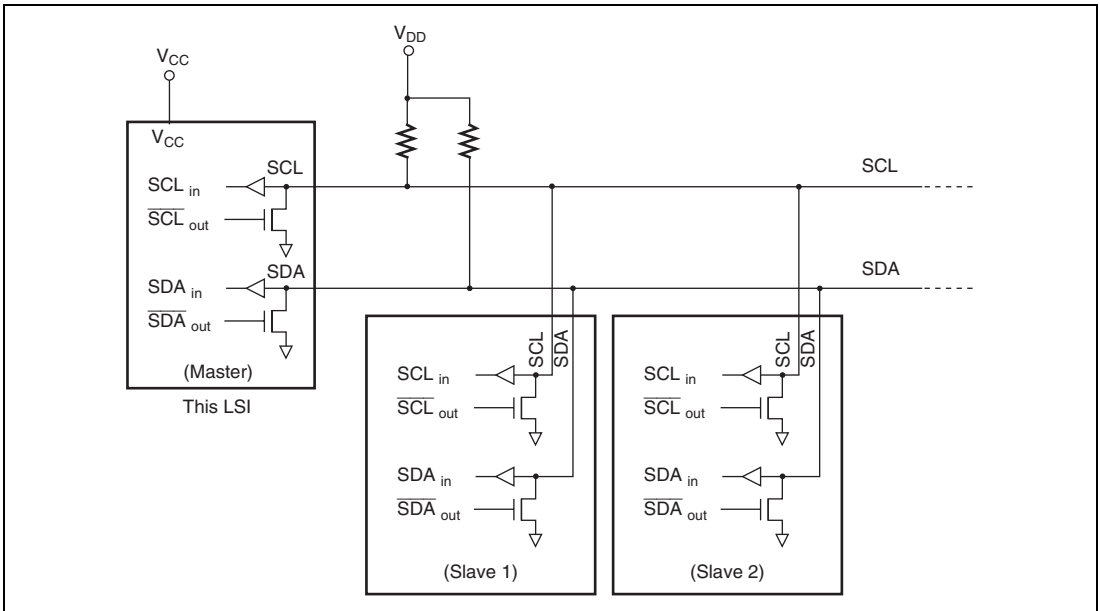 VDD
VCC
VCC
SCL
SCL in
SCL out
SDA
SDA in
SDA out
(Master)
This LSI
SCL
SDA
SCL
SDA
SCL in
SCL out
SDA in
SDA out
(Slave 1)
SCL
SDA
SCL in
SCL out
SDA in
SDA out
(Slave 2)